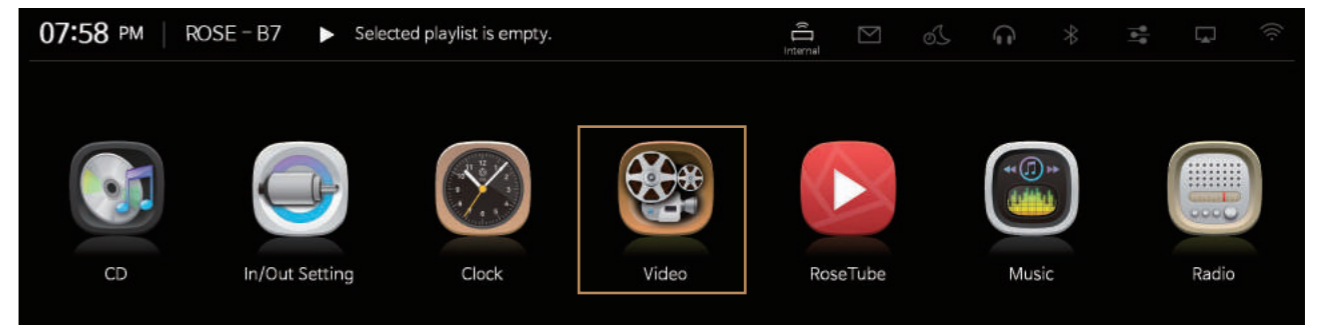 07:58 PM ROSE – B7 Selected playlist is empty.
Internal
CD In/Out Setting Clock Video RoseTube Music Radio